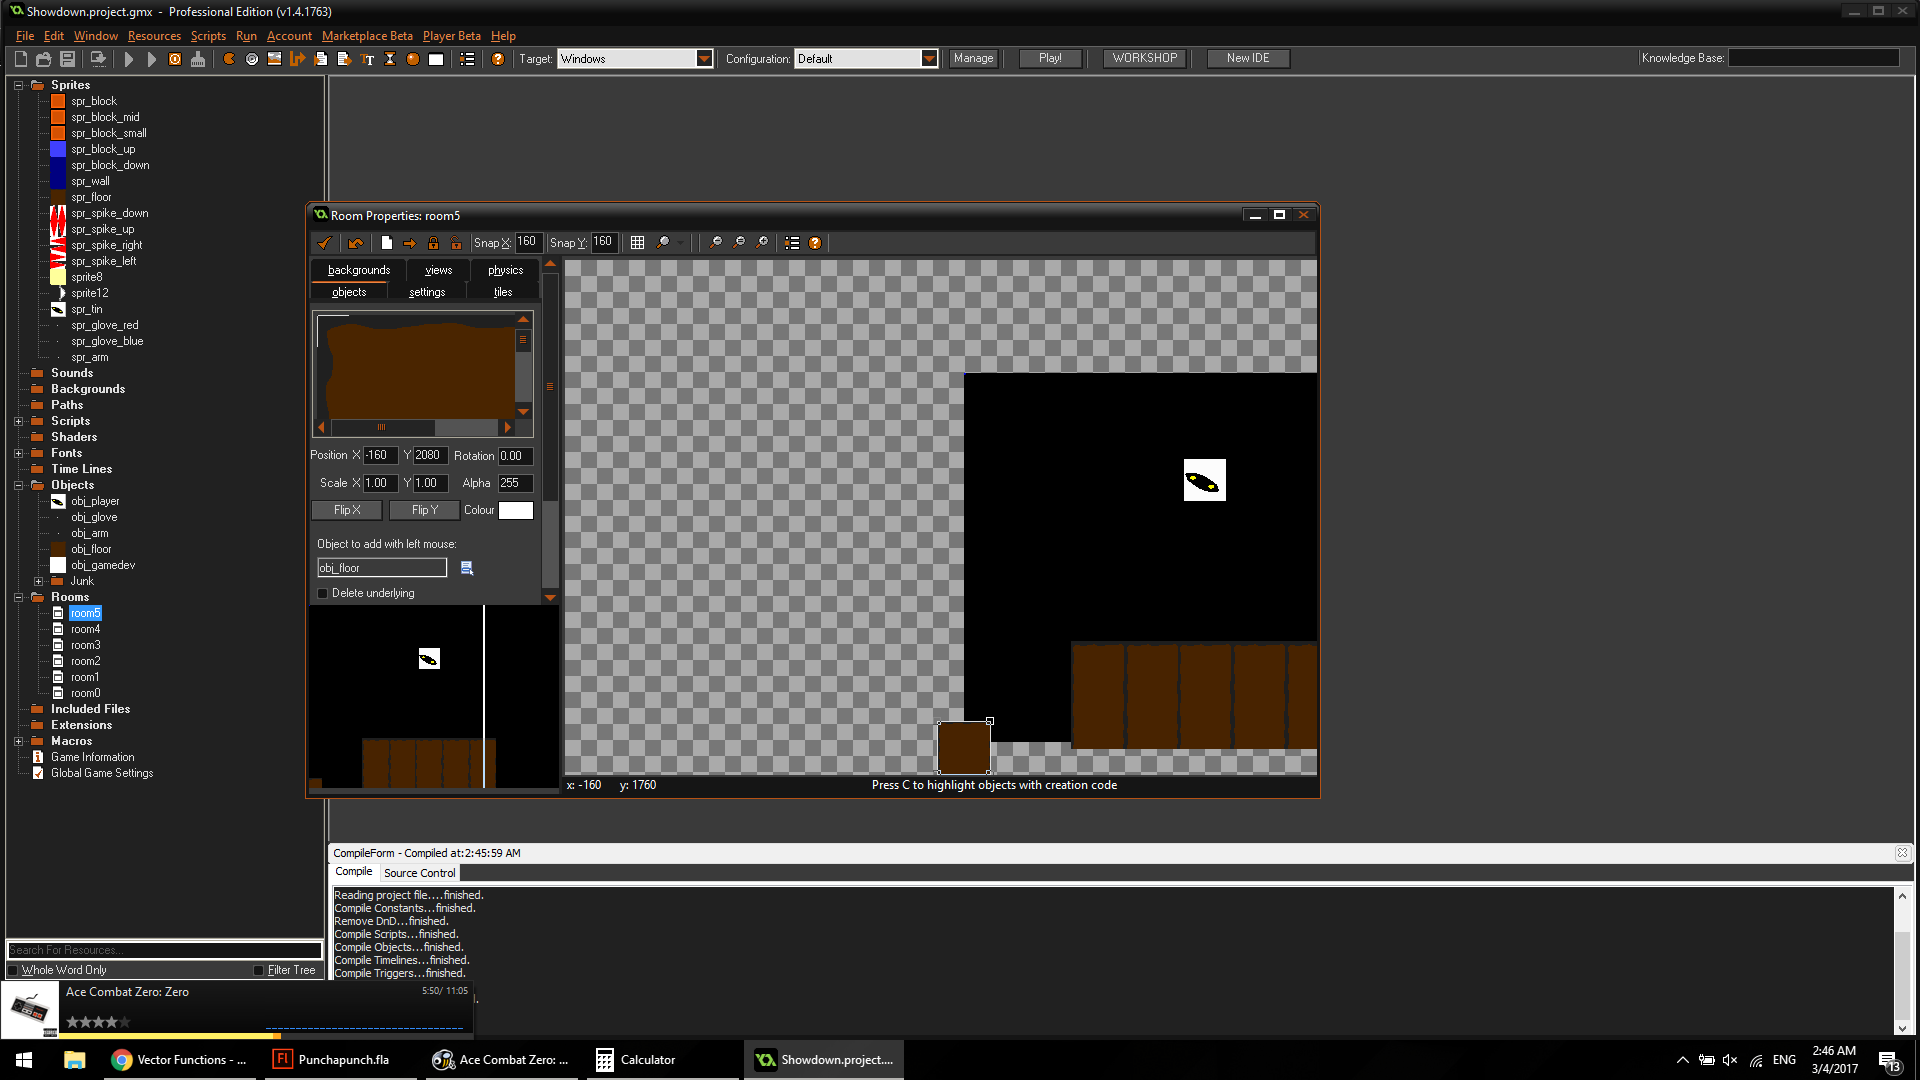 Showdown.project.gmx  -  Professional Edition (v1.4.1763)
File Edit Window Resources Scripts Run Account Marketplace Beta Player Beta Help
Target: Windows Configuration: Default Manage Play! WORKSHOP New IDE Knowledge Base:
Sprites
spr_block
spr_block_mid
spr_block_small
spr_block_up
spr_block_down
spr_wall
spr_floor
spr_spike_down
spr_spike_up
spr_spike_right
spr_spike_left
sprite8
sprite12
spr_tin
spr_glove_red
spr_glove_blue
spr_arm
Sounds
Backgrounds
Paths
Scripts
Shaders
Fonts
Time Lines
Objects
obj_player
obj_glove
obj_arm
obj_floor
obj_gamedev
Junk
Rooms
room5
room4
room3
room2
room1
room0
Included Files
Extensions
Macros
Game Information
Global Game Settings
Search For Resources...
Whole Word Only Filter Tree
Room Properties: room5
Snap X: 160 Snap Y: 160
backgrounds views physics
objects settings tiles
Position X -160 Y 2080 Rotation 0.00
Scale X 1.00 Y 1.00 Alpha 255
Flip X Flip Y Colour
Object to add with left mouse:
obj_floor
Delete underlying
x: -160 y: 1760 Press C to highlight objects with creation code
CompileForm - Compiled at:2:45:59 AM
Compile Source Control
Reading project file....finished.
Compile Constants...finished.
Remove DnD...finished.
Compile Scripts...finished.
Compile Objects...finished.
Compile Timelines...finished.
Compile Triggers...finished.
Ace Combat Zero: Zero 5:50/ 11:05
Vector Functions - ... Punchapunch.fla Ace Combat Zero: ... Calculator Showdown.project....
ENG 2:46 AM
3/4/2017
13